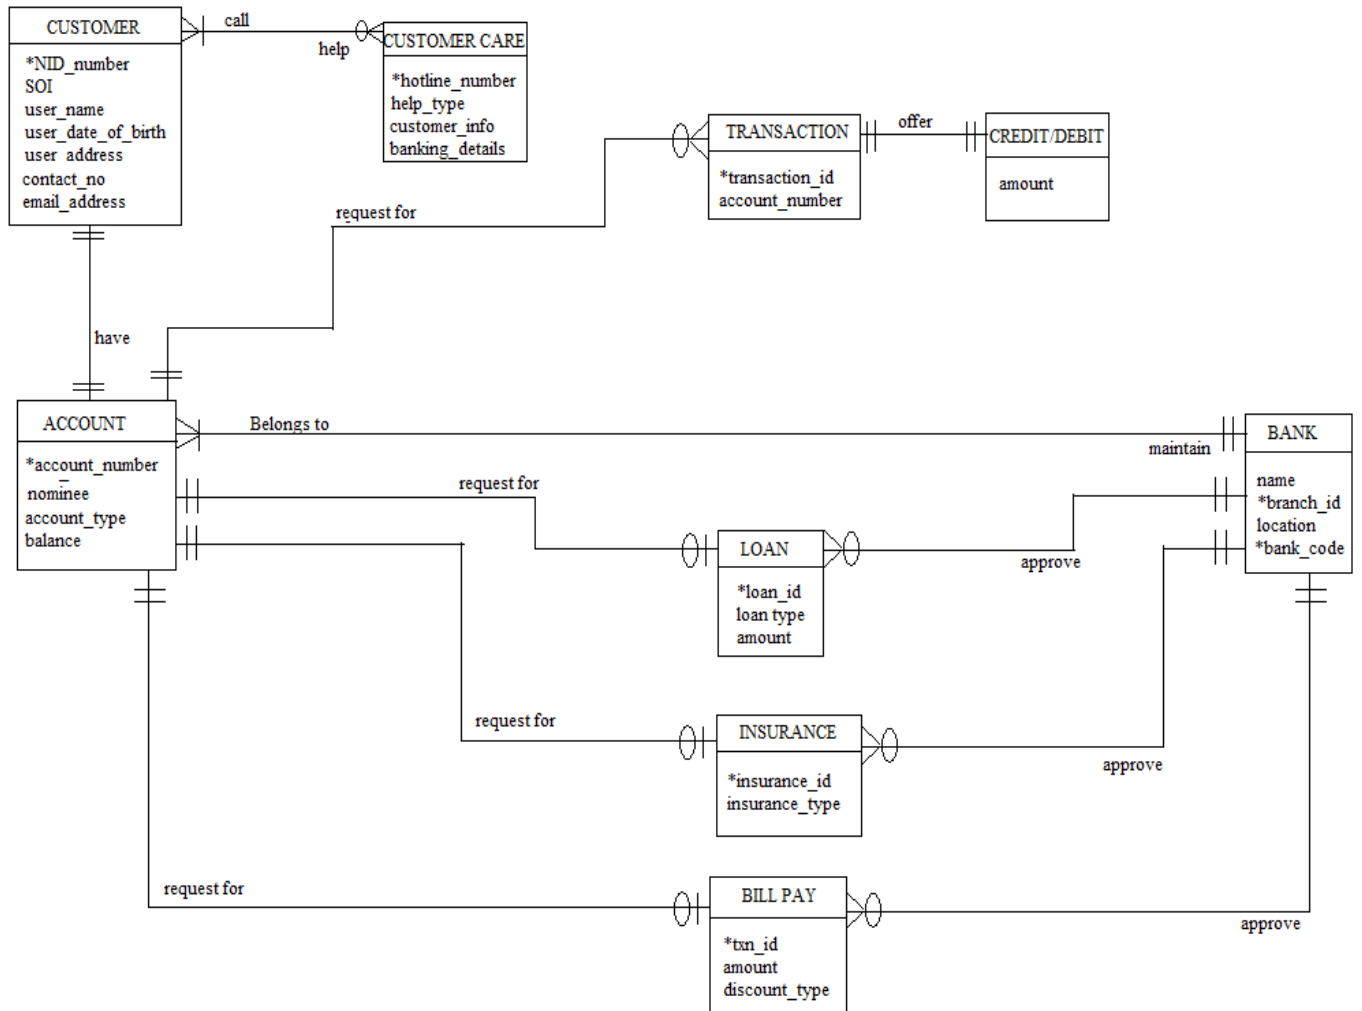 CUSTOMER
*NID_number
SOI
user_name
user_date_of_birth
user_address
contact_no
email_address
call
help
CUSTOMER CARE
*hotline_number
help_type
customer_info
banking_details
TRANSACTION
*transaction_id
account_number
offer
CREDIT/DEBIT
amount
request for
have
ACCOUNT
*account_number
nominee
account_type
balance
Belongs to
maintain
BANK
name
*branch_id
location
*bank_code
request for
LOAN
*loan_id
loan type
amount
approve
request for
INSURANCE
*insurance_id
insurance_type
approve
request for
BILL PAY
*txn_id
amount
discount_type
approve